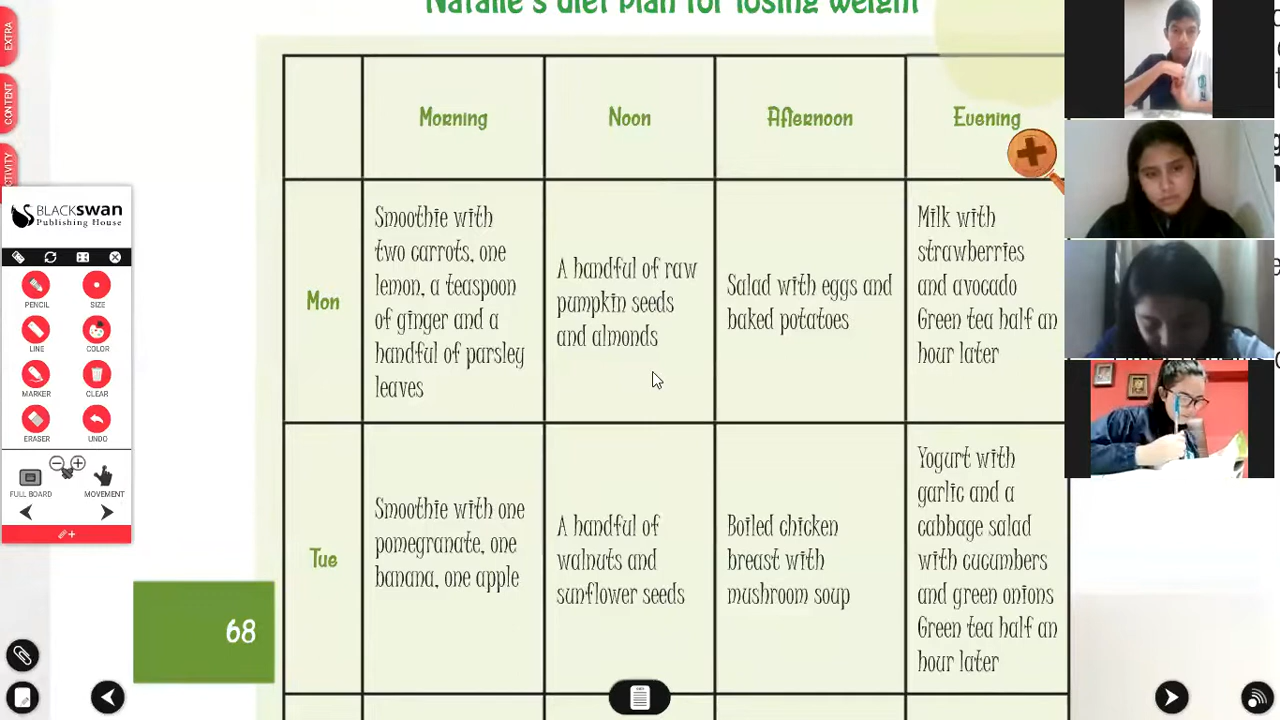 Natalie's diet plan for losing weight
EXTRA
CONTENT
BLACKSWAN
Publishing House
PENCIL
SIZE
LINE
COLOR
MARKER
CLEAR
ERASER
UNDO
FULL BOARD
MOVEMENT
Morning
Noon
Afternoon
Evening
Mon
Smoothie with
two carrots, one
lemon, a teaspoon
of ginger and a
handful of parsley
leaves
A handful of raw
pumpkin seeds
and almonds
Salad with eggs and
baked potatoes
Milk with
strawberries
and avocado
Green tea half an
hour later
Tue
Smoothie with one
pomegranate, one
banana, one apple
A handful of
walnuts and
sunflower seeds
Boiled chicken
breast with
mushroom soup
Yogurt with
garlic and a
cabbage salad
with cucumbers
and green onions
Green tea half an
hour later
68